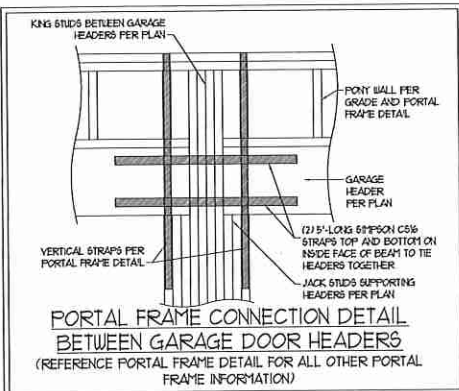 KING STUDS BETWEEN GARAGE
HEADERS PER PLAN
PONY WALL PER
GRADE AND PORTAL
FRAME DETAIL
GARAGE
HEADER
PER PLAN
(2) 5'-LONG SIMPSON CS16
STRAPS TOP AND BOTTOM ON
INSIDE FACE OF BEAM TO TIE
HEADERS TOGETHER
VERTICAL STRAPS PER
PORTAL FRAME DETAIL
JACK STUDS SUPPORTING
HEADERS PER PLAN
PORTAL FRAME CONNECTION DETAIL
BETWEEN GARAGE DOOR HEADERS
(REFERENCE PORTAL FRAME DETAIL FOR ALL OTHER PORTAL
FRAME INFORMATION)